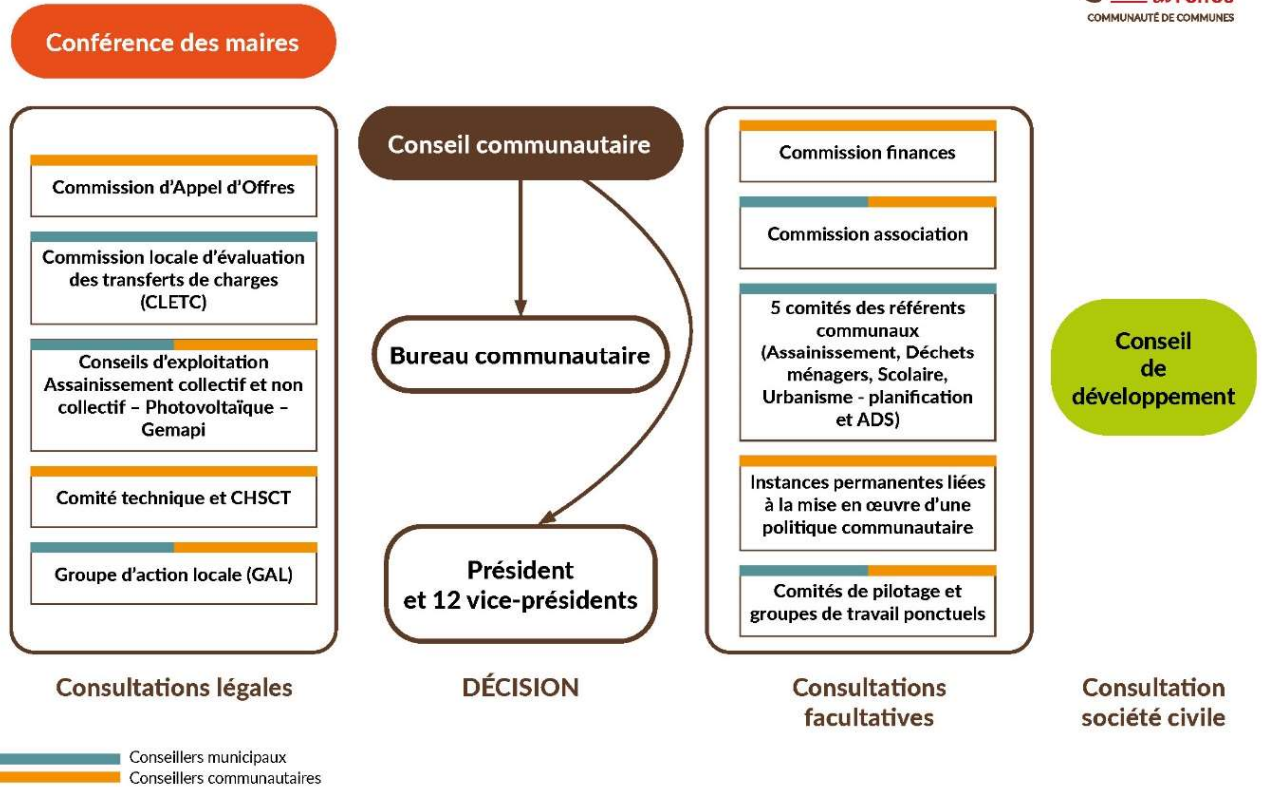 COMMUNAUTÉ DE COMMUNES
Conférence des maires
Commission d'Appel d'Offres
Commission locale d'évaluation
des transferts de charges
(CLETC)
Conseils d'exploitation
Assainissement collectif et non
collectif – Photovoltaïque –
Gemapi
Comité technique et CHSCT
Groupe d'action locale (GAL)
Consultations légales
Conseil communautaire
Bureau communautaire
Président
et 12 vice-présidents
DÉCISION
Commission finances
Commission association
5 comités des référents
communaux
(Assainissement, Déchets
ménagers, Scolaire,
Urbanisme - planification
et ADS)
Instances permanentes liées
à la mise en œuvre d'une
politique communautaire
Comités de pilotage et
groupes de travail ponctuels
Consultations
facultatives
Conseil
de
développement
Consultation
société civile
Conseillers municipaux
Conseillers communautaires